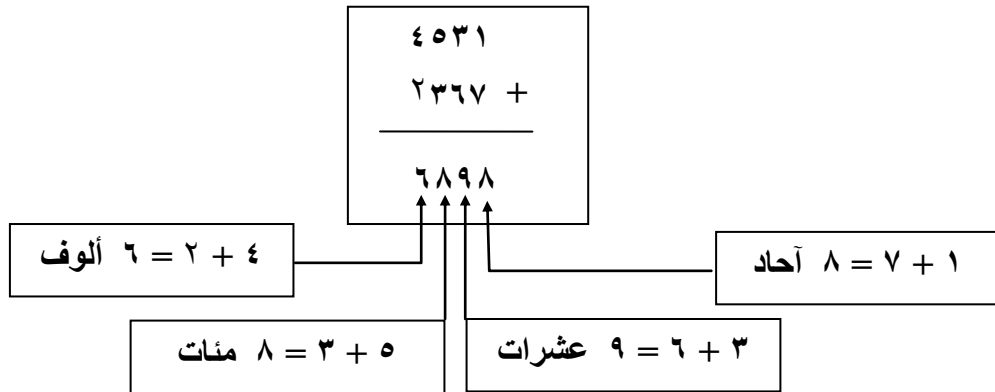 ٤٥٣١
٢٣٦٧ +
٦٨٩٨
٤ + ٢ = ٦ ألوف
١ + ٧ = ٨ آحاد
٥ + ٣ = ٨ مئات
٣ + ٦ = ٩ عشرات